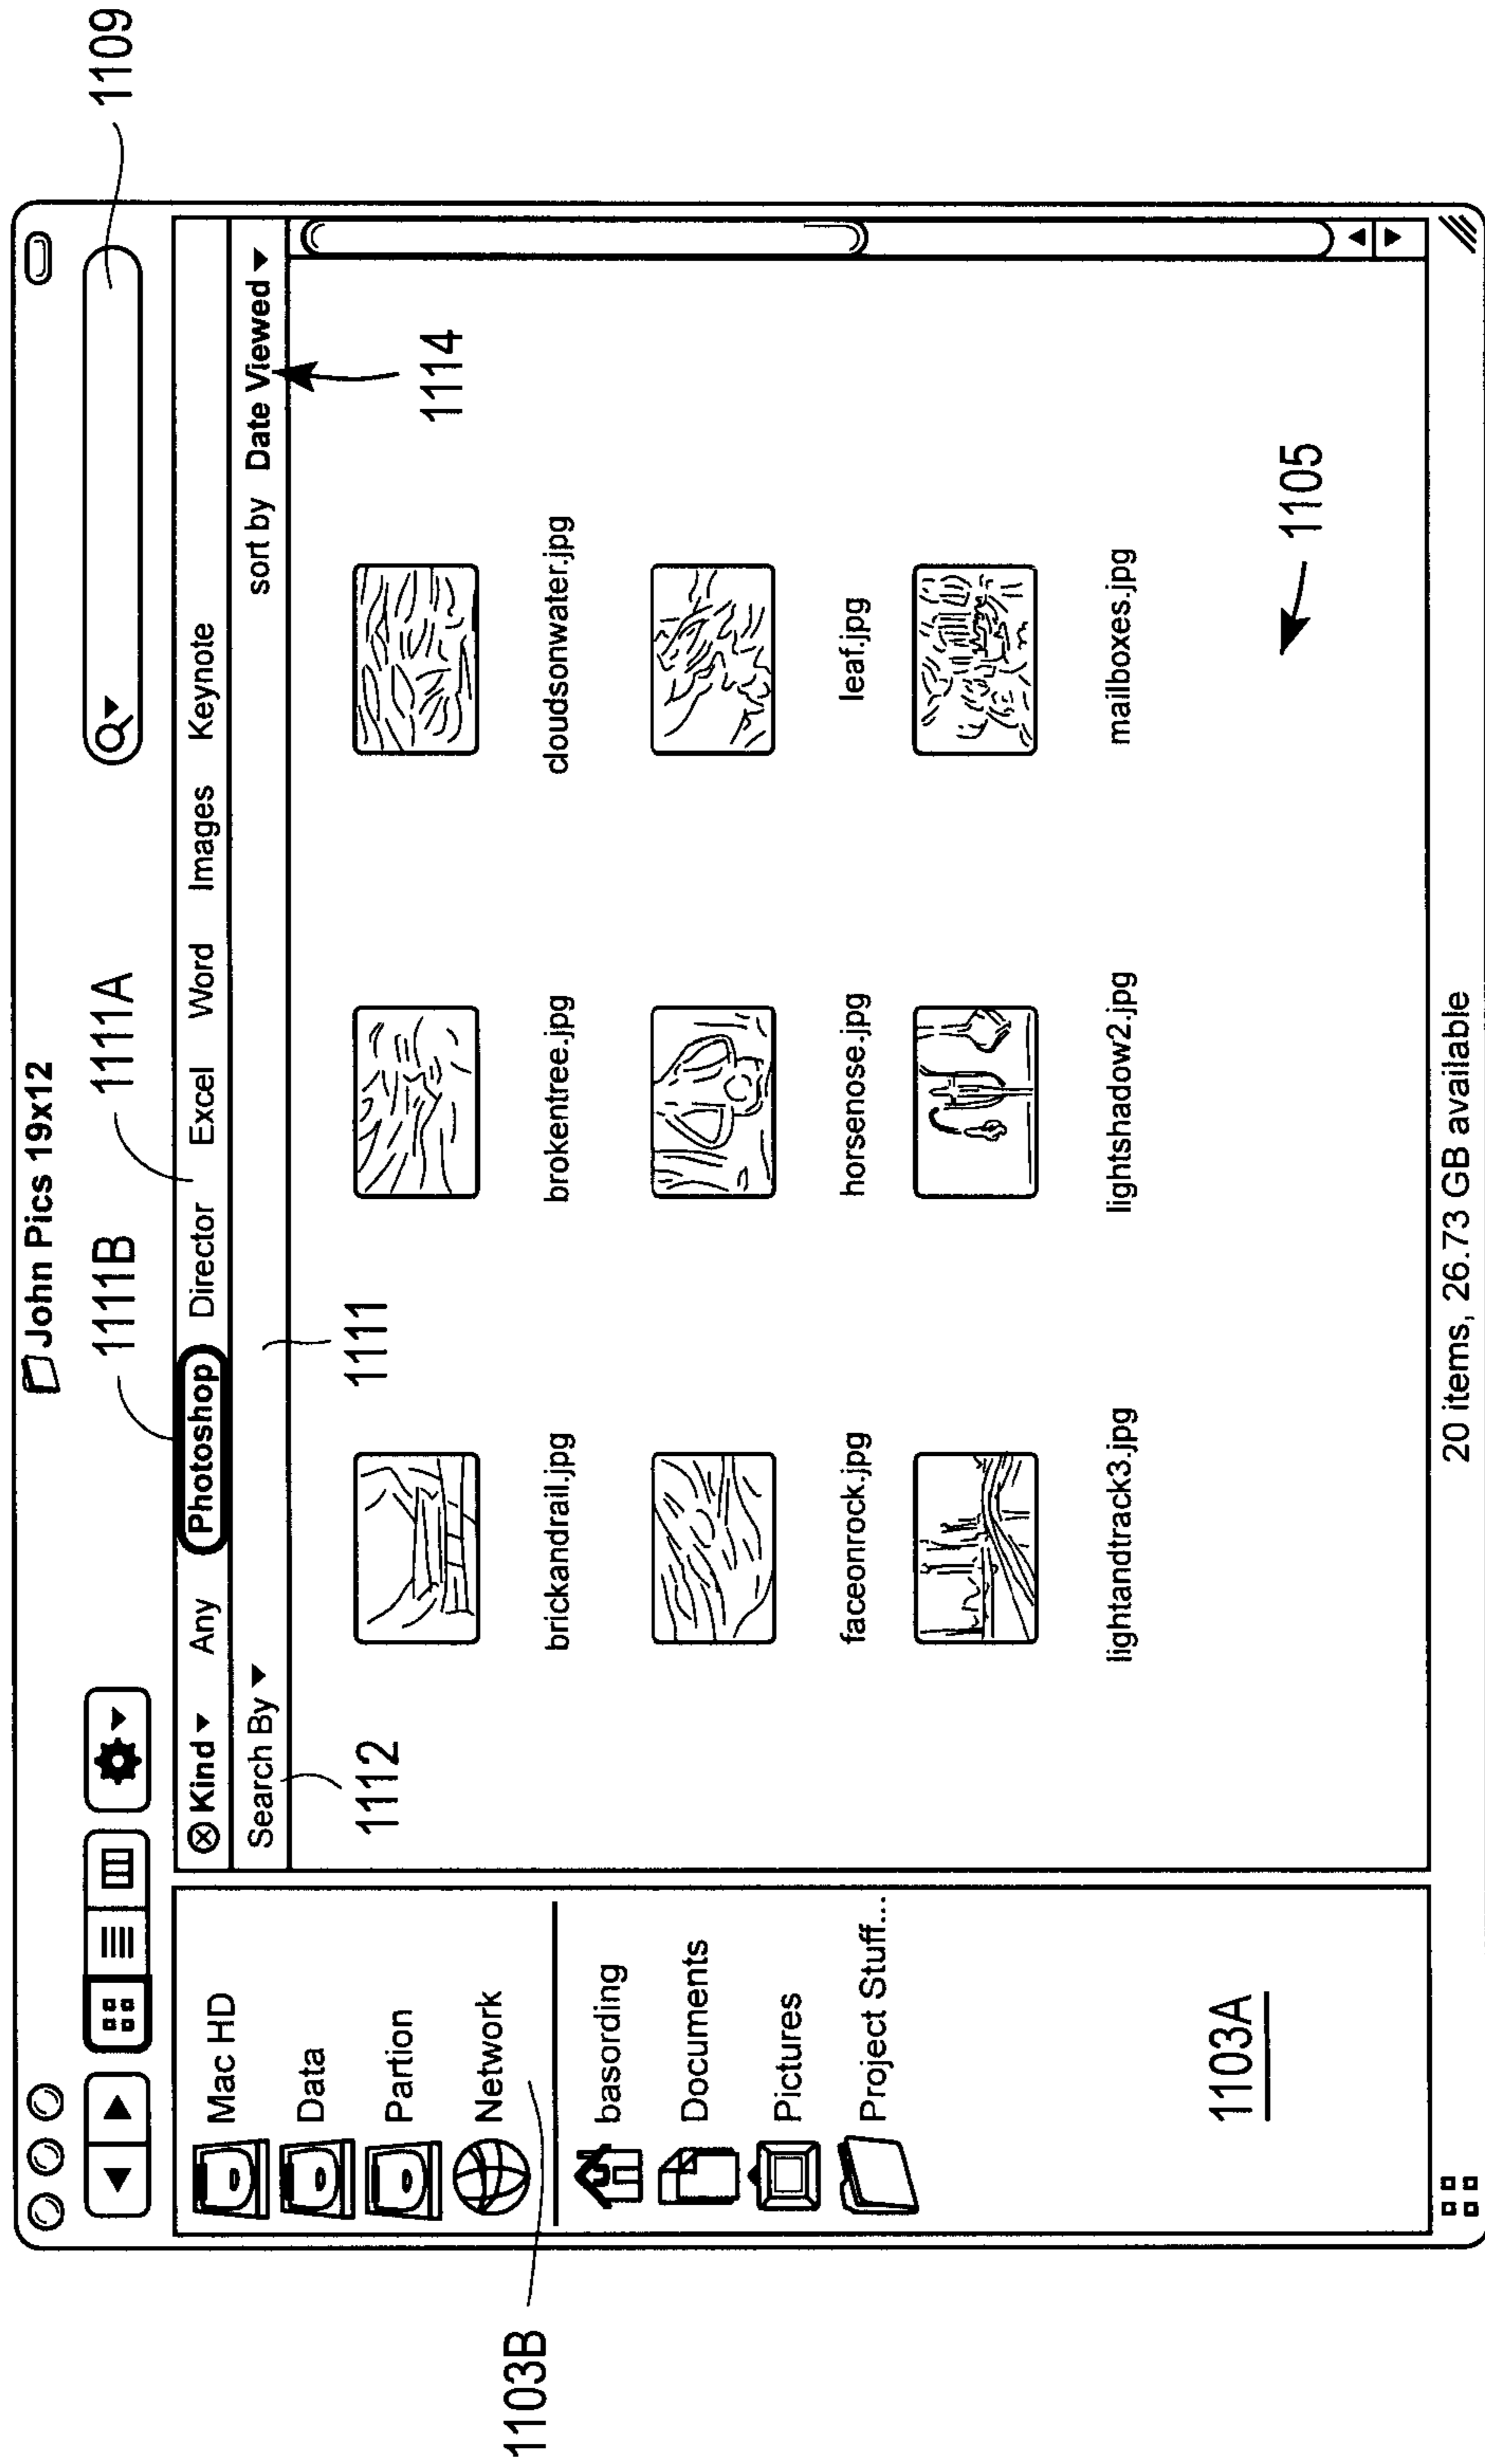 John Pics 19x12
1109
1111B
1111A
Kind Any Photoshop Director Excel Word Images Keynote
Search By
sort by Date Viewed
1112
1111
1114
Mac HD
Data
Partion
Network
1103B
basording
Documents
Pictures
Project Stuff...
1103A
brickandrail.jpg
brokentree.jpg
cloudsonwater.jpg
faceonrock.jpg
horsenose.jpg
leaf.jpg
lightandtrack3.jpg
lightshadow2.jpg
mailboxes.jpg
1105
20 items, 26.73 GB available